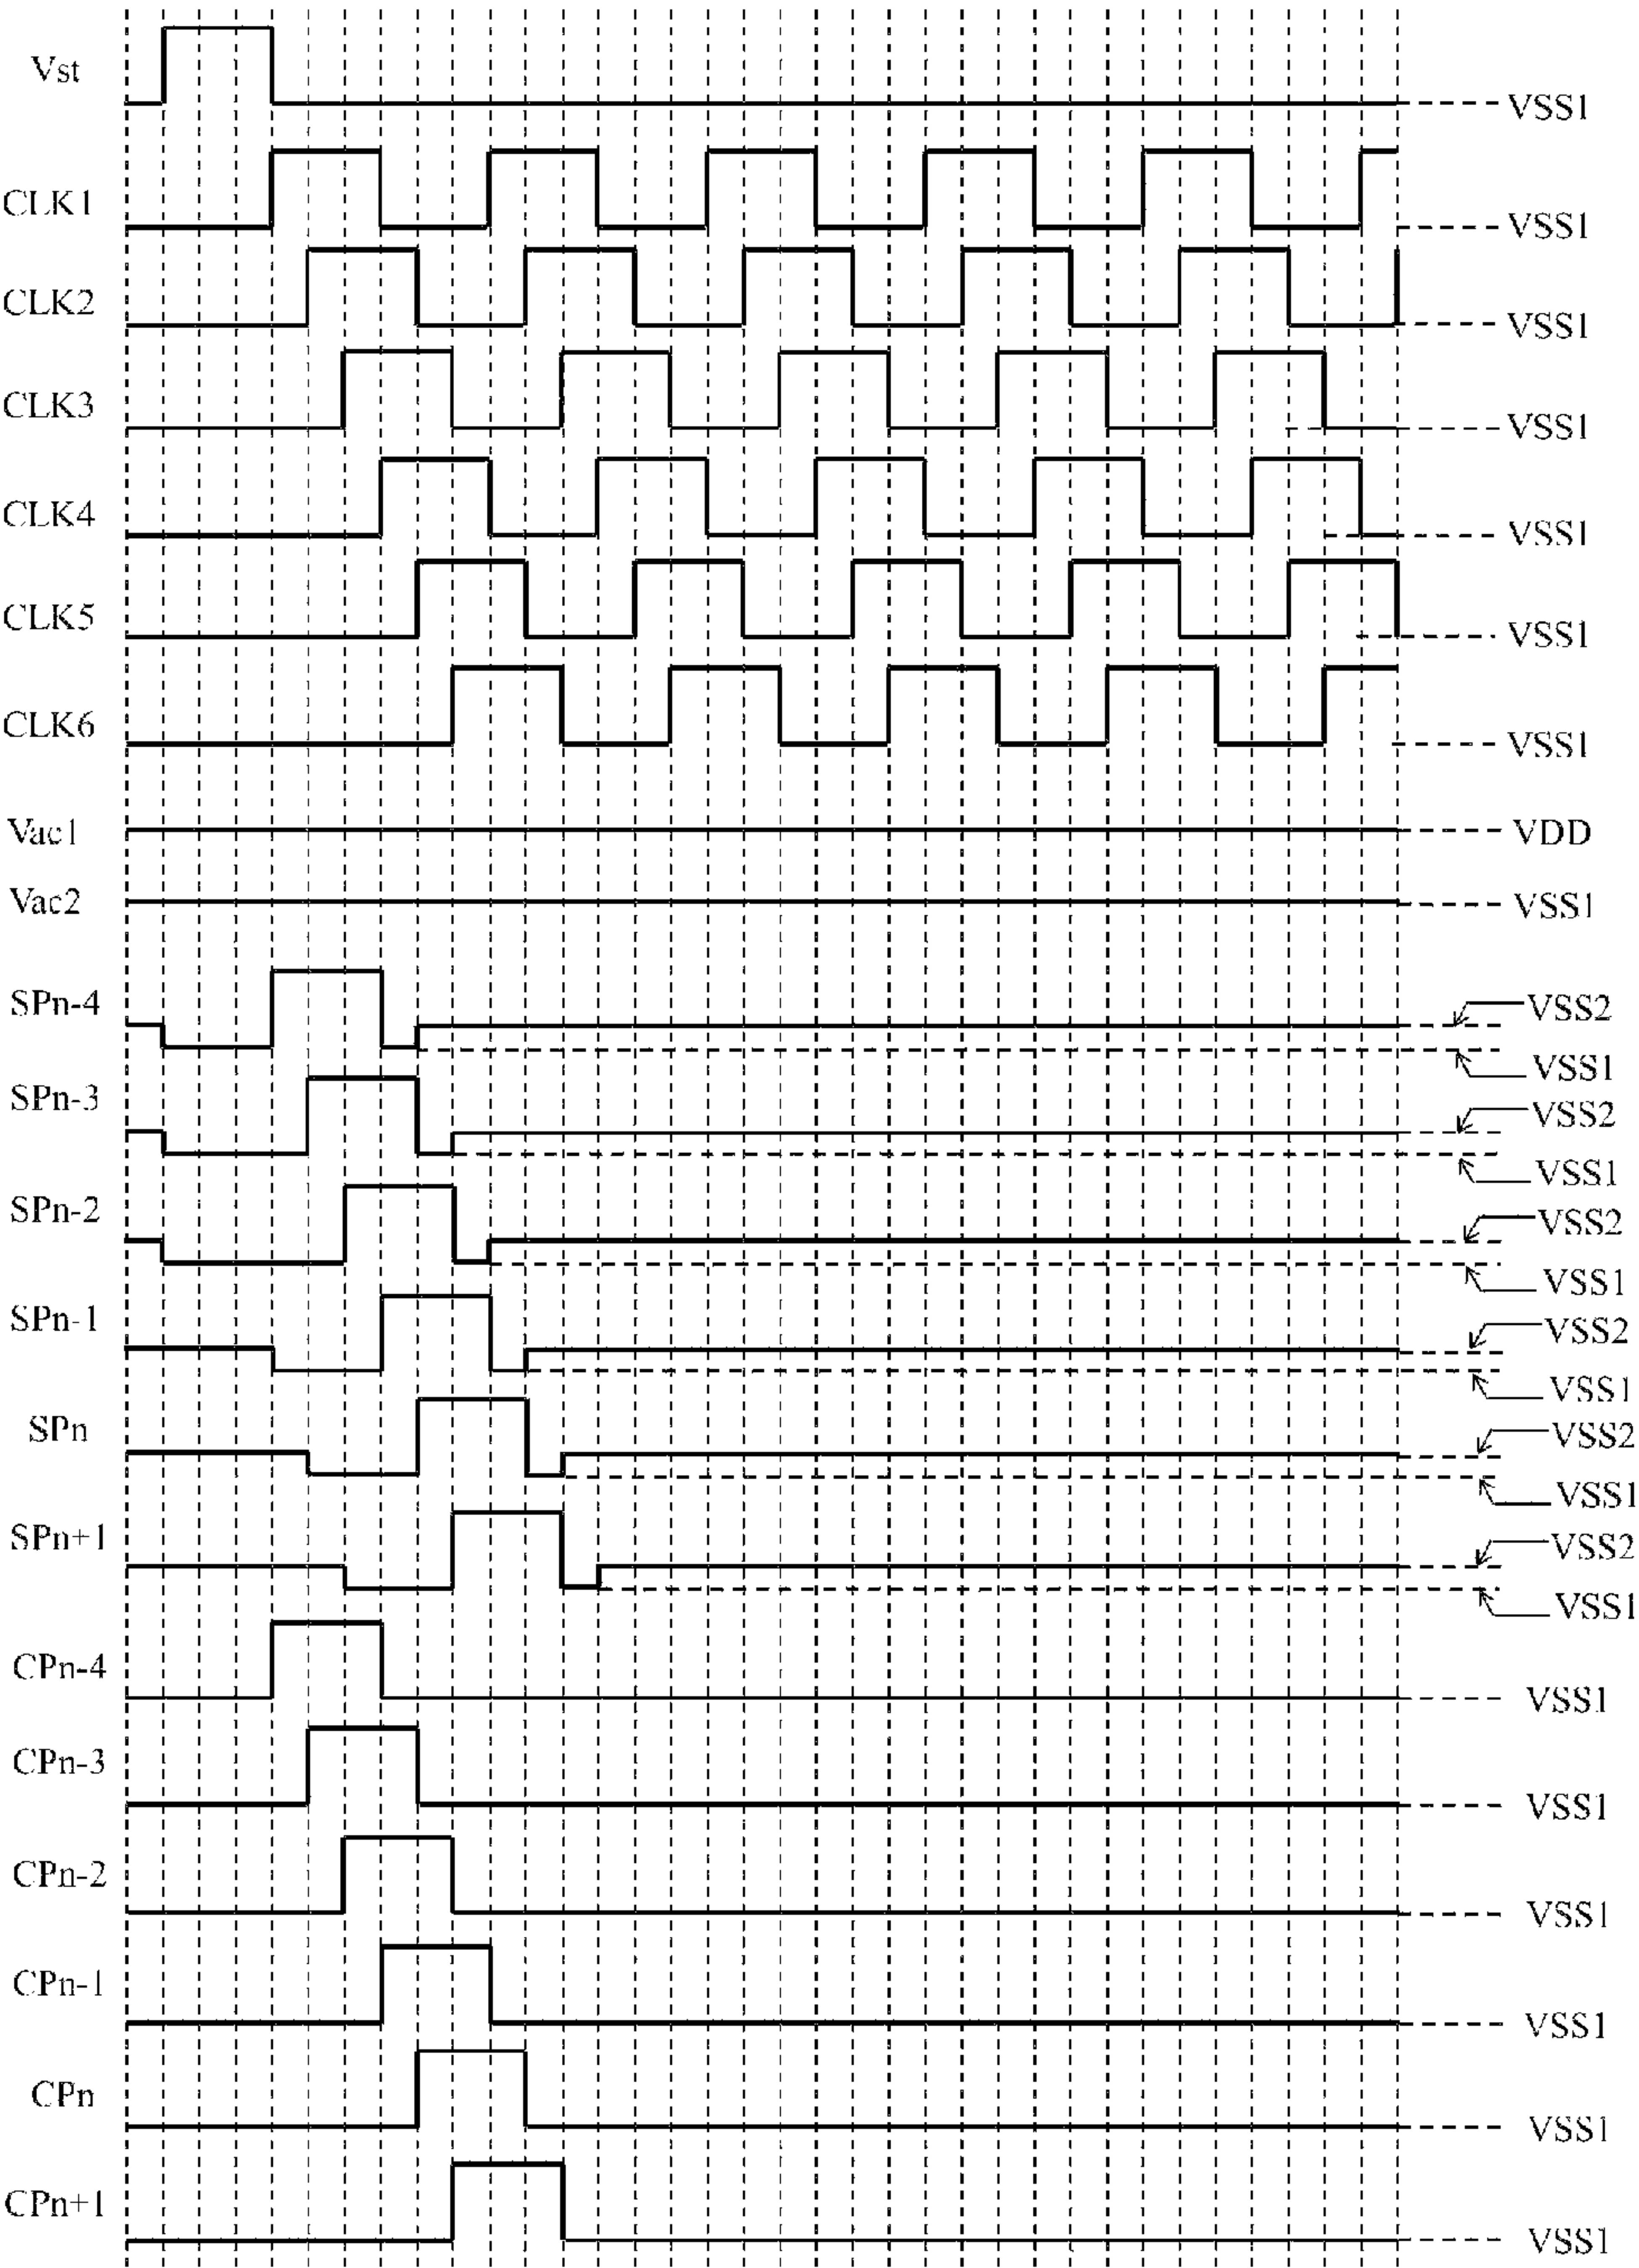 Vst
VSS1
CLK1
VSS1
CLK2
VSS1
CLK3
VSS1
CLK4
VSS1
CLK5
VSS1
CLK6
VSS1
Vac1
VDD
Vac2
VSS1
SPn-4
VSS2
VSS1
SPn-3
VSS2
VSS1
SPn-2
VSS2
VSS1
SPn-1
VSS2
VSS1
SPn
VSS2
VSS1
SPn+1
VSS2
VSS1
CPn-4
VSS1
CPn-3
VSS1
CPn-2
VSS1
CPn-1
VSS1
CPn
VSS1
CPn+1
VSS1